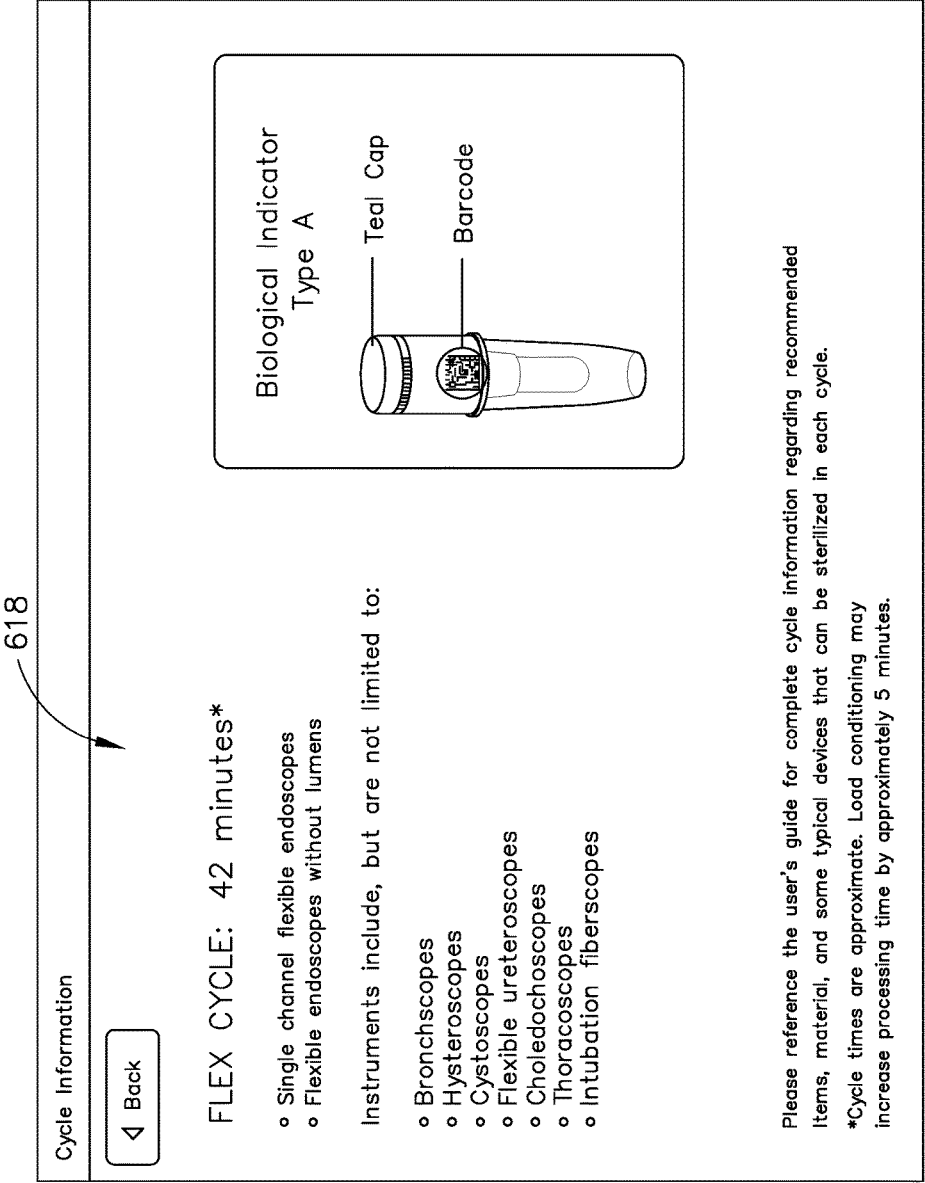 618
Cycle Information
Back
FLEX CYCLE: 42 minutes*
o Single channel flexible endoscopes
o Flexible endoscopes without lumens
Instruments include, but are not limited to:
o Bronchscopes
o Hysteroscopes
o Cystoscopes
o Flexible ureteroscopes
o Choledochoscopes
o Thoracoscopes
o Intubation fiberscopes
Biological Indicator
Type A
Teal Cap
Barcode
Please reference the user's guide for complete cycle information regarding recommended
Items, material, and some typical devices that can be sterilized in each cycle.
*Cycle times are approximate. Load conditioning may
increase processing time by approximately 5 minutes.